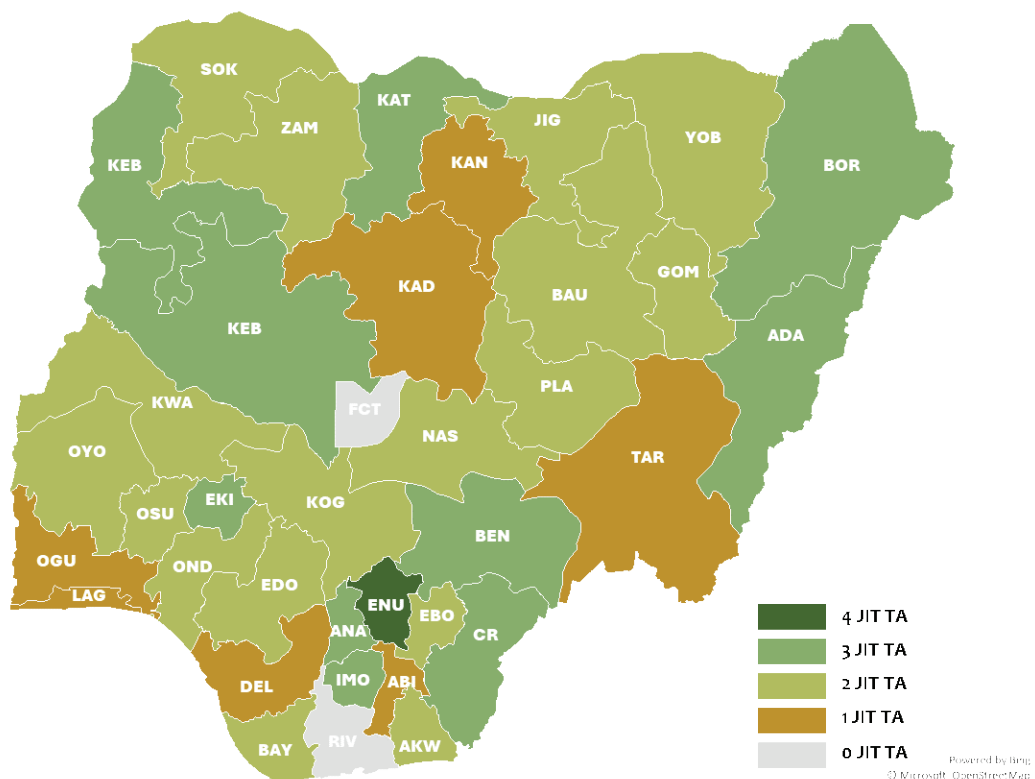 SOK
KAT
ZAM
JIG
YOB
KEB
KAN
BOR
GOM
KAD
BAU
KEB
ADA
PLA
KWA
FCT
NAS
OYO
TAR
EKI
KOG
OSU
BEN
OGU
OND
EDO
LAG
ENU
EBO
ANA
CR
IMO
ABI
DEL
RIV
BAY
AKW
4 JIT TA
3 JIT TA
2 JIT TA
1 JIT TA
0 JIT TA
Powered by Bing
© Microsoft, OpenStreetMap